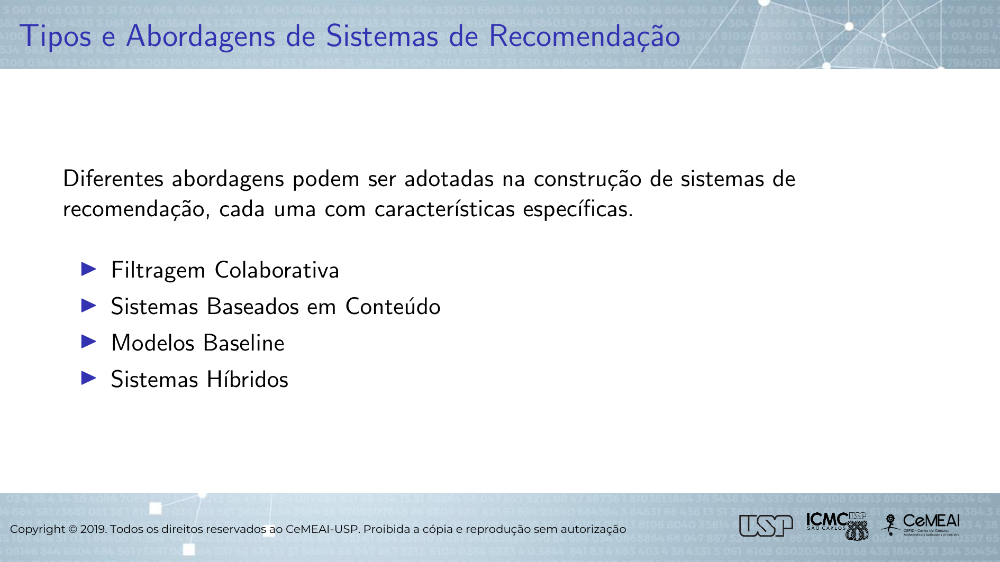 Tipos e Abordagens de Sistemas de Recomendação
Diferentes abordagens podem ser adotadas na construção de sistemas de
recomendação, cada uma com características específicas.
Filtragem Colaborativa
Sistemas Baseados em Conteúdo
Modelos Baseline
Sistemas Híbridos
Copyright © 2019. Todos os direitos reservados ao CeMEAI-USP. Proibida a cópia e reprodução sem autorização
USP
ICMC USP
SÃO CARLOS
CeMEAI
CEPID - Centro de Ciências
Matemáticas Aplicadas à Indústria